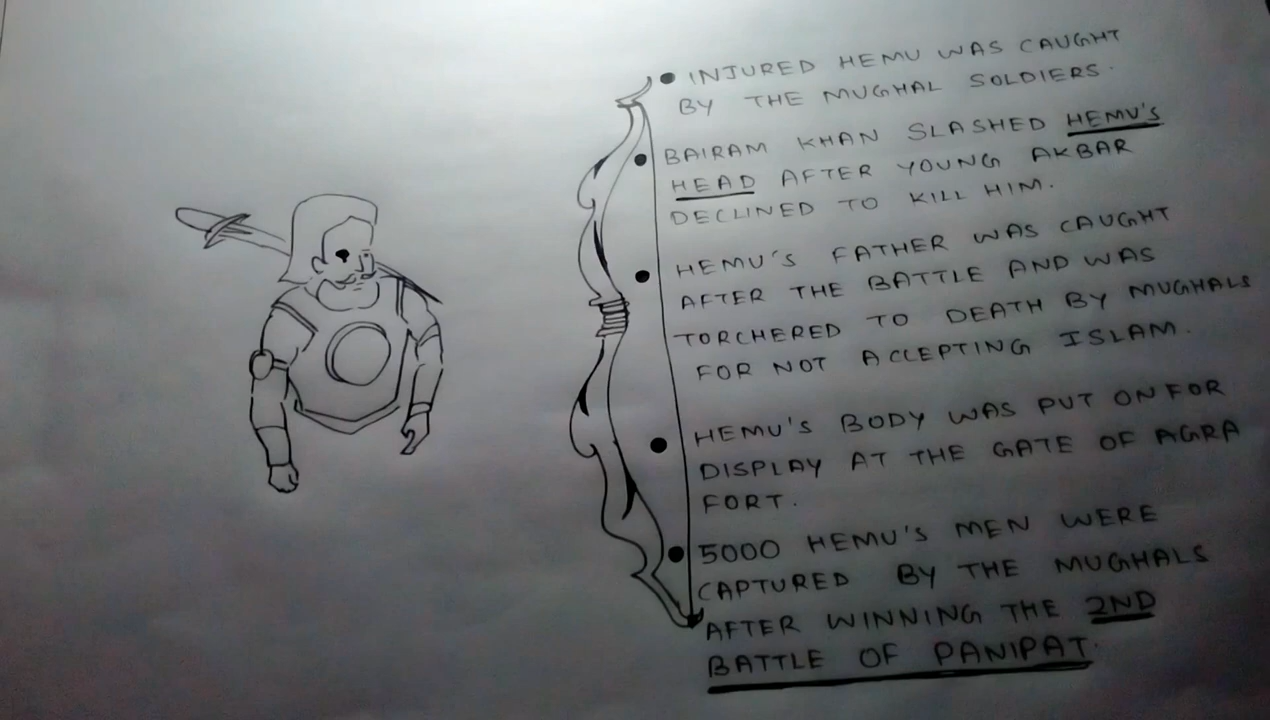 • INJURED HEMU WAS CAUGHT
BY THE MUGHAL SOLDIERS.
• BAIRAM KHAN SLASHED HEMU'S
HEAD AFTER YOUNG AKBAR
DECLINED TO KILL HIM.
• HEMU'S FATHER WAS CAUGHT
AFTER THE BATTLE AND WAS
TORCHERED TO DEATH BY MUGHALS
FOR NOT ACCEPTING ISLAM.
• HEMU'S BODY WAS PUT ON FOR
DISPLAY AT THE GATE OF AGRA
FORT.
• 5000 HEMU'S MEN WERE
CAPTURED BY THE MUGHALS
AFTER WINNING THE 2ND
BATTLE OF PANIPAT.